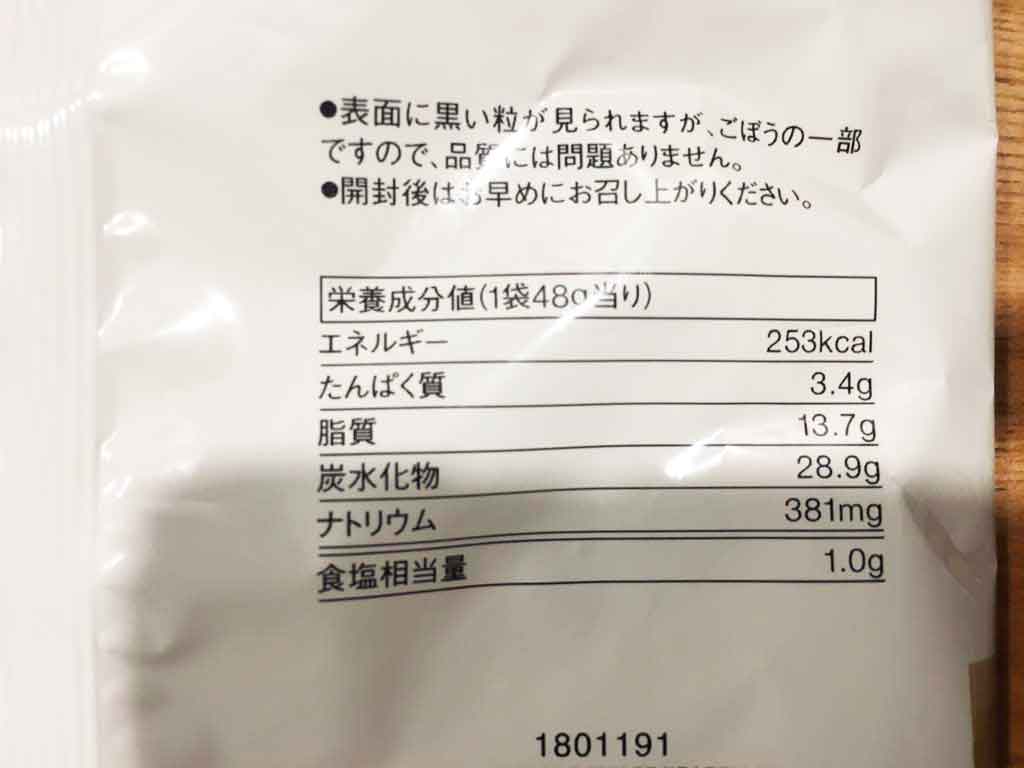 ●表面に黒い粒が見られますが、ごぼうの一部
ですので、品質には問題ありません。
●開封後はお早めにお召し上がりください。
栄養成分値(1袋48g当り)
エネルギー 253kcal
たんぱく質 3.4g
脂質 13.7g
炭水化物 28.9g
ナトリウム 381mg
食塩相当量 1.0g
1801191